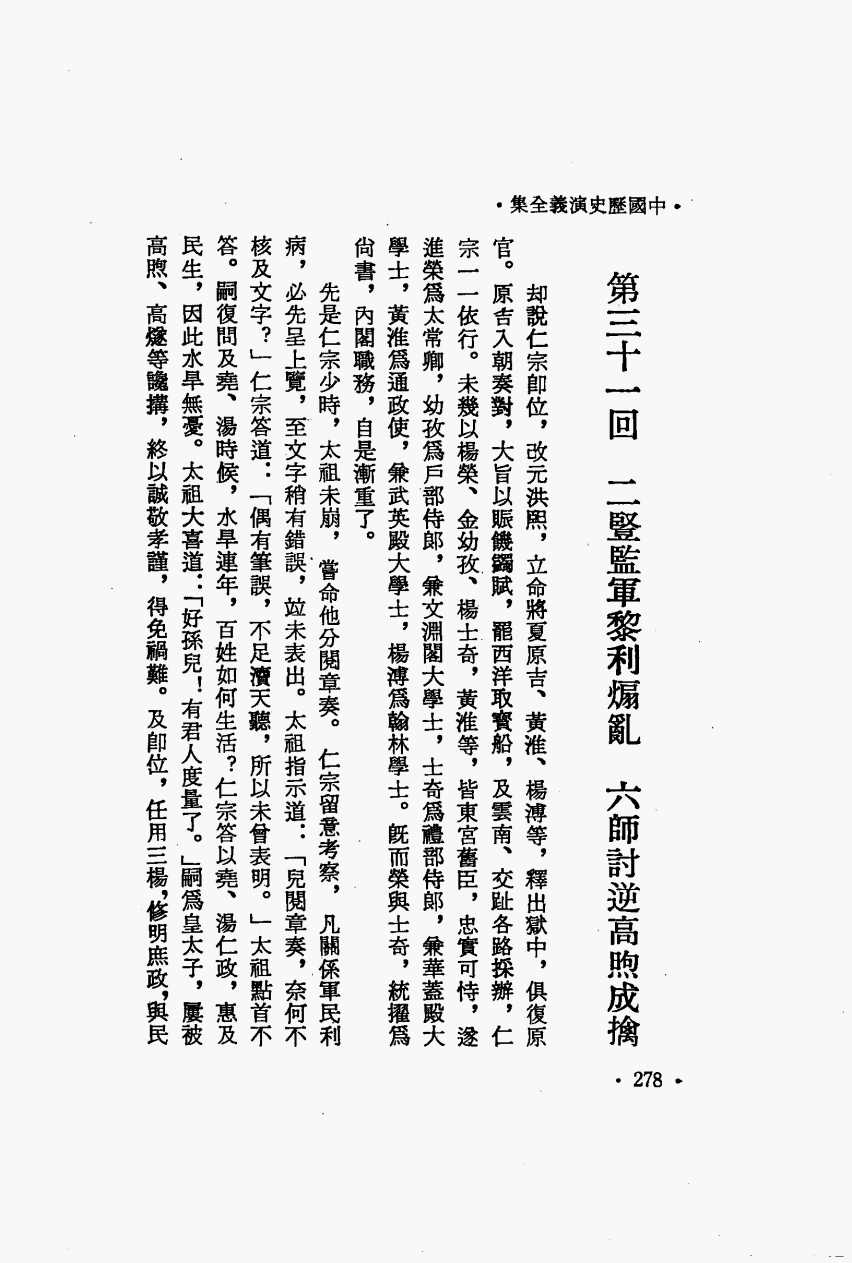 ·中國歷史演義全集·
第三十一回　二豎監軍黎利煽亂　六師討逆高煦成擒
却說仁宗卽位，改元洪熙，立命將夏原吉、黃淮、楊溥等，釋出獄中，俱復原
官。原吉入朝奏對，大旨以賑饑蠲賦，罷西洋取寳船，及雲南、交趾各路採辦，仁
宗一一依行。未幾以楊榮、金幼孜、楊士奇，黃淮等，皆東宮舊臣，忠實可恃，遂
進榮爲太常卿，幼孜爲戶部侍郎，兼文淵閣大學士，士奇爲禮部侍郎，兼華蓋殿大
學士，黃淮爲通政使，兼武英殿大學士，楊溥爲翰林學士。旣而榮與士奇，統擢爲
尙書，內閣職務，自是漸重了。
先是仁宗少時，太祖未崩，嘗命他分閱章奏。仁宗留意考察，凡關係軍民利
病，必先呈上覽，至文字稍有錯誤，竝未表出。太祖指示道：「兒閱章奏，奈何不
核及文字？」仁宗答道：「偶有筆誤，不足瀆天聽，所以未曾表明。」太祖點首不
答。嗣復問及堯、湯時候，水旱連年，百姓如何生活？仁宗答以堯、湯仁政，惠及
民生，因此水旱無憂。太祖大喜道：「好孫兒！有君人度量了。」嗣爲皇太子，屢被
高煦、高燧等讒搆，終以誠敬孝謹，得免禍難。及卽位，任用三楊，修明庶政，與民
·278·